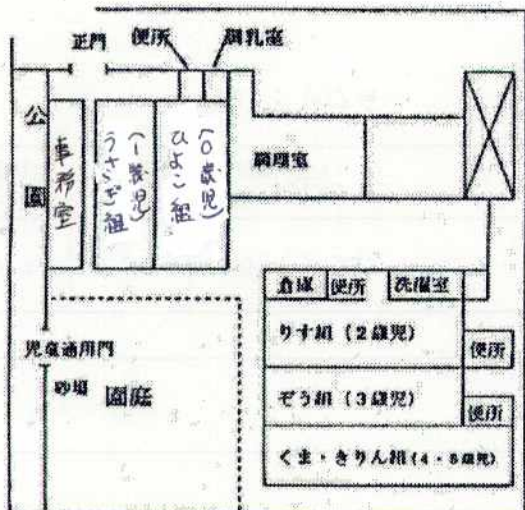 正門
便所
調乳室
公園
事務室
(1歳児)
うさぎ組
(0歳児)
ひよこ組
調理室
倉庫
便所
洗濯室
りす組(2歳児)
便所
児童通用門
砂場
園庭
ぞう組(3歳児)
便所
くま・きりん組(4・5歳児)